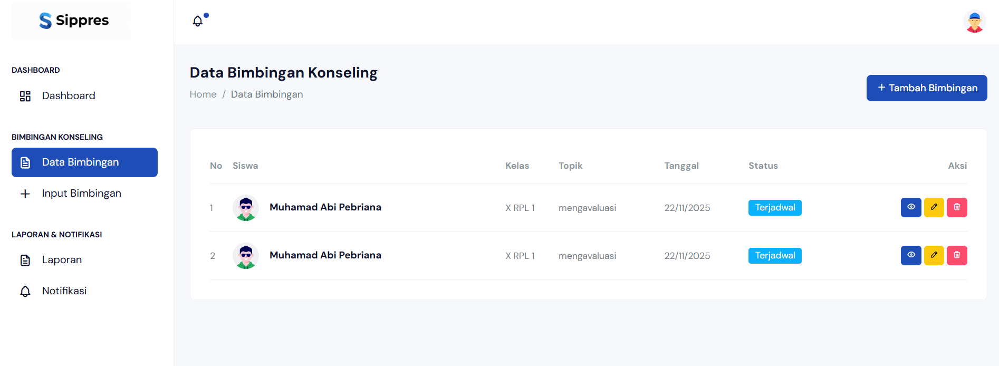 Sippres
DASHBOARD
Dashboard
BIMBINGAN KONSELING
Data Bimbingan
Input Bimbingan
LAPORAN & NOTIFIKASI
Laporan
Notifikasi
Data Bimbingan Konseling
Home / Data Bimbingan
+ Tambah Bimbingan
No Siswa Kelas Topik Tanggal Status Aksi
1 Muhamad Abi Pebriana X RPL 1 mengavaluasi 22/11/2025 Terjadwal
2 Muhamad Abi Pebriana X RPL 1 mengavaluasi 22/11/2025 Terjadwal